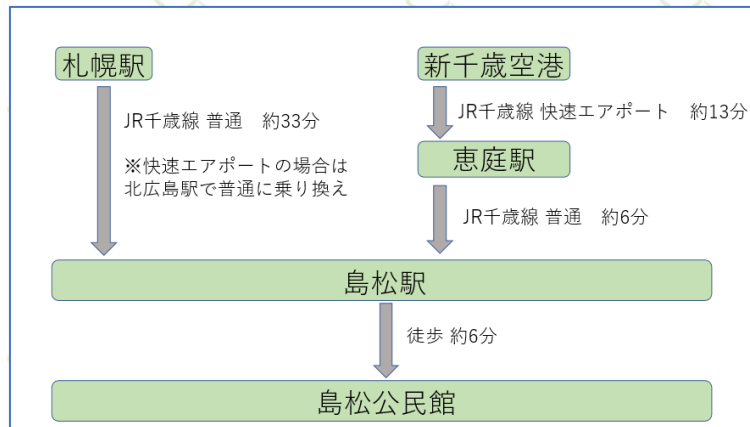 札幌駅
新千歳空港
JR千歳線 普通　約33分
※快速エアポートの場合は
北広島駅で普通に乗り換え
JR千歳線 快速エアポート　約13分
恵庭駅
JR千歳線 普通　約6分
島松駅
徒歩 約6分
島松公民館